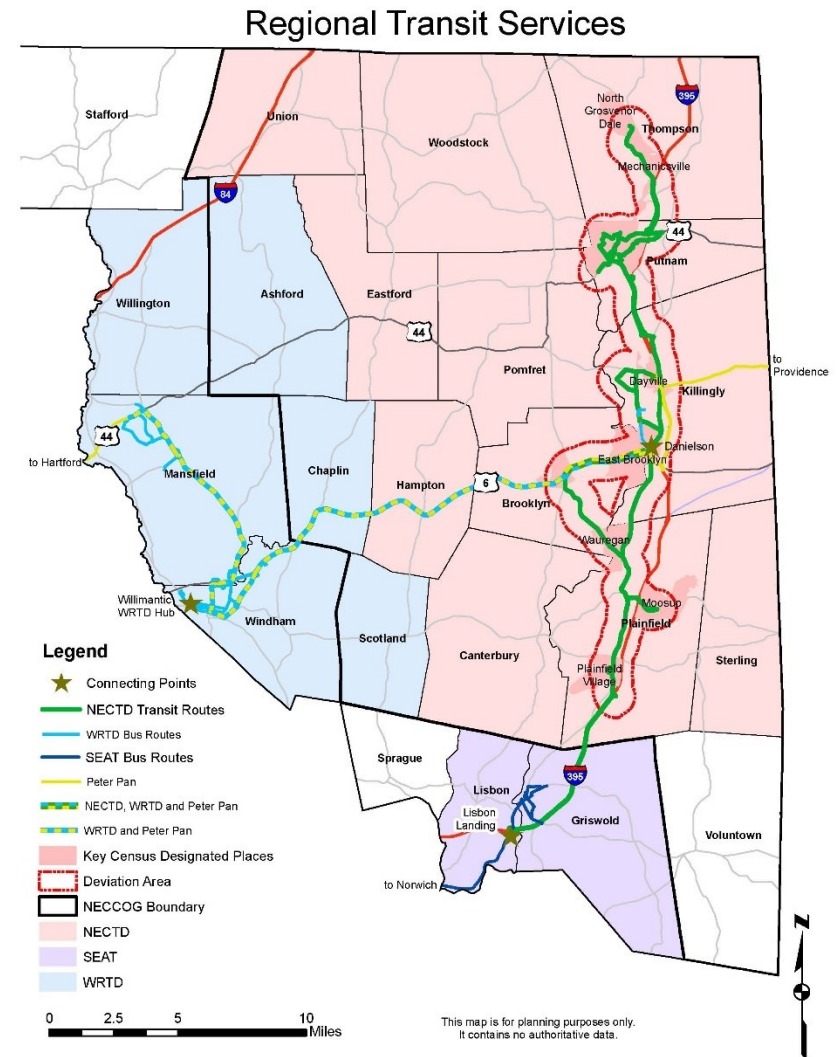 Regional Transit Services
Stafford
Union
84
Woodstock
North
Grosvenor
Dale
Thompson
395
Mechanicsville
44
Putnam
Willington
Ashford
Eastford
44
Pomfret
Dayville
Killingly
to
Providence
Danielson
East Brooklyn
44
to Hartford
Mansfield
Chaplin
Hampton
6
Brooklyn
Wauregan
Moosup
Plainfield
Sterling
Willimantic
WRTD Hub
Windham
Scotland
Canterbury
Plainfield
Village
Sprague
Lisbon
Lisbon
Landing
395
Griswold
Voluntown
to Norwich
Legend
Connecting Points
NECTD Transit Routes
WRTD Bus Routes
SEAT Bus Routes
Peter Pan
NECTD, WRTD and Peter Pan
WRTD and Peter Pan
Key Census Designated Places
Deviation Area
NECCOG Boundary
NECTD
SEAT
WRTD
0 2.5 5 10
Miles
This map is for planning purposes only.
It contains no authoritative data.
N